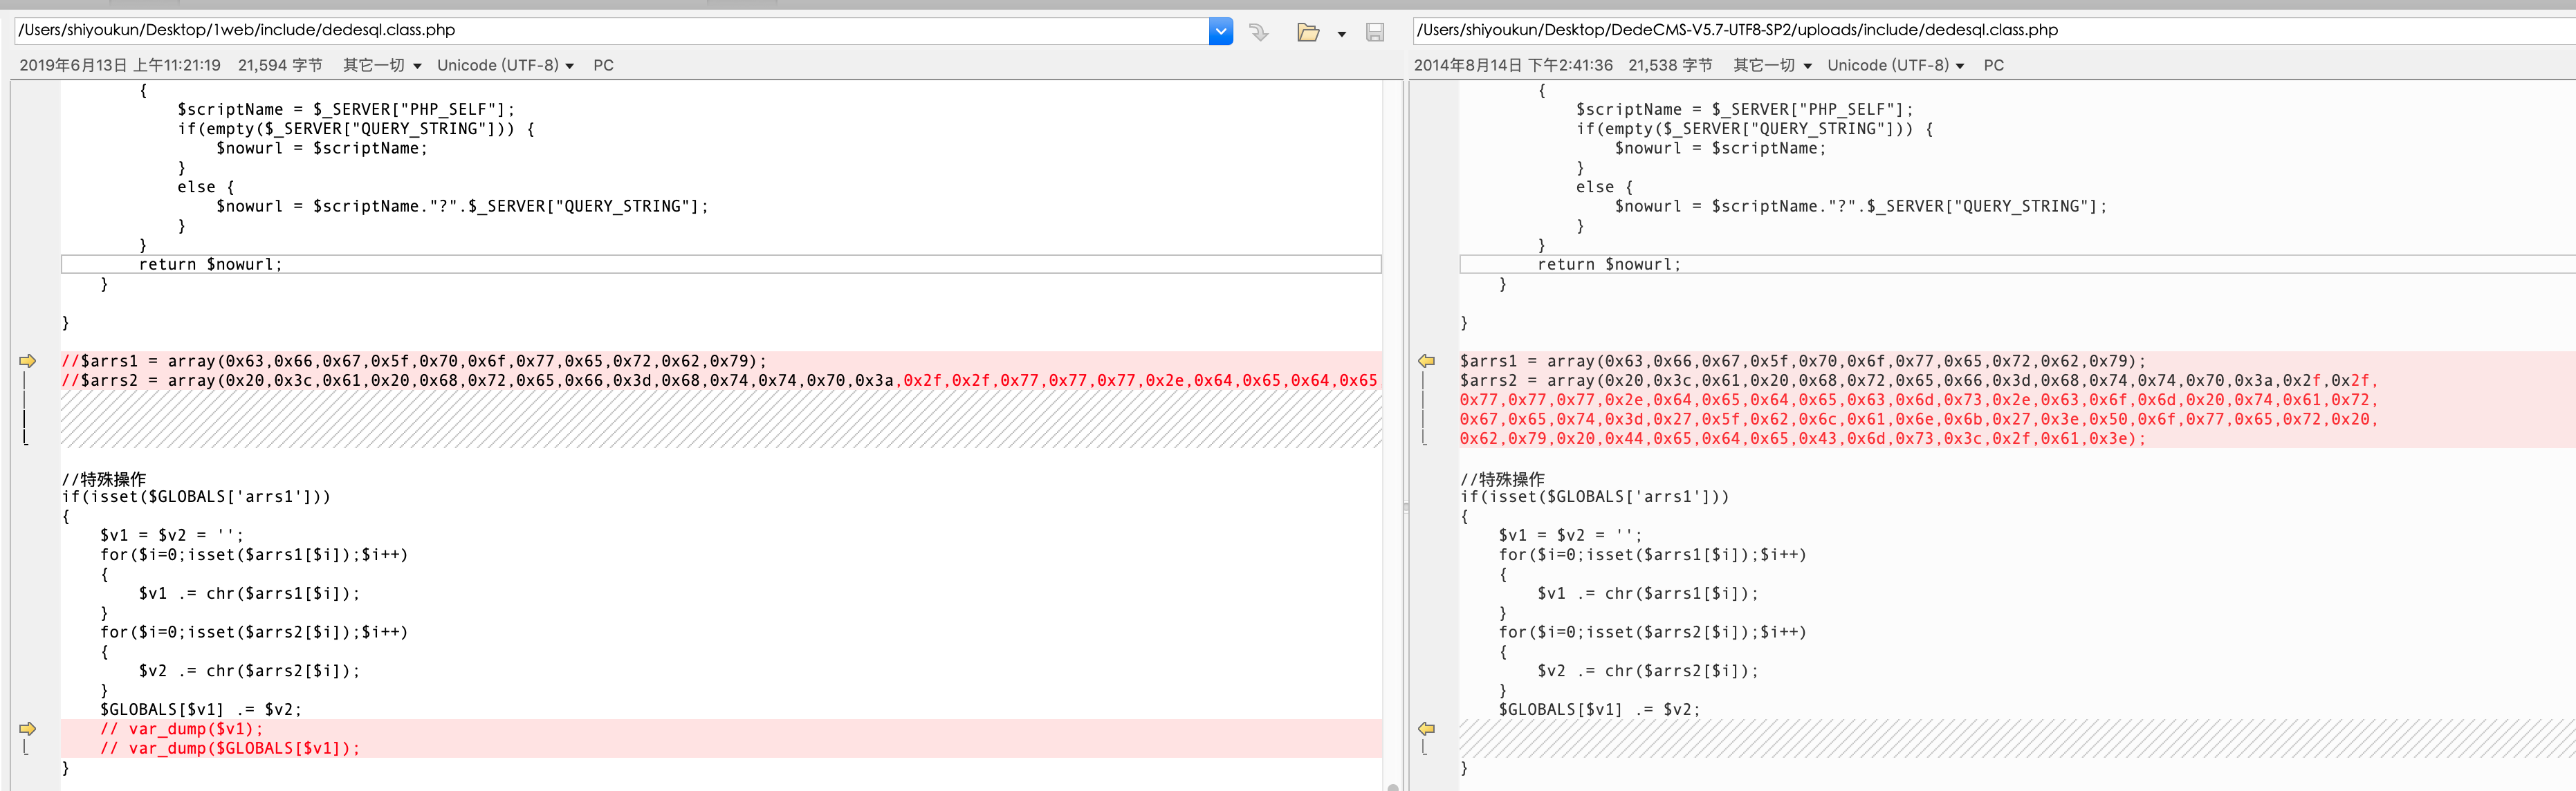 /Users/shiyoukun/Desktop/1web/include/dedesql.class.php
2019年6月13日 上午11:21:19 21,594 字节 其它一切 Unicode (UTF-8) PC
{
$scriptName = $_SERVER["PHP_SELF"];
if(empty($_SERVER["QUERY_STRING"])) {
$nowurl = $scriptName;
}
else {
$nowurl = $scriptName."?".$_SERVER["QUERY_STRING"];
}
}
return $nowurl;
}
}
//$arrs1 = array(0x63,0x66,0x67,0x5f,0x70,0x6f,0x77,0x65,0x72,0x62,0x79);
//$arrs2 = array(0x20,0x3c,0x61,0x20,0x68,0x72,0x65,0x66,0x3d,0x68,0x74,0x74,0x70,0x3a,0x2f,0x2f,0x77,0x77,0x77,0x2e,0x64,0x65,0x64,0x65
//特殊操作
if(isset($GLOBALS['arrs1']))
{
$v1 = $v2 = '';
for($i=0;isset($arrs1[$i]);$i++)
{
$v1 .= chr($arrs1[$i]);
}
for($i=0;isset($arrs2[$i]);$i++)
{
$v2 .= chr($arrs2[$i]);
}
$GLOBALS[$v1] .= $v2;
// var_dump($v1);
// var_dump($GLOBALS[$v1]);
}
/Users/shiyoukun/Desktop/DedeCMS-V5.7-UTF8-SP2/uploads/include/dedesql.class.php
2014年8月14日 下午2:41:36 21,538 字节 其它一切 Unicode (UTF-8) PC
{
$scriptName = $_SERVER["PHP_SELF"];
if(empty($_SERVER["QUERY_STRING"])) {
$nowurl = $scriptName;
}
else {
$nowurl = $scriptName."?".$_SERVER["QUERY_STRING"];
}
}
return $nowurl;
}
}
$arrs1 = array(0x63,0x66,0x67,0x5f,0x70,0x6f,0x77,0x65,0x72,0x62,0x79);
$arrs2 = array(0x20,0x3c,0x61,0x20,0x68,0x72,0x65,0x66,0x3d,0x68,0x74,0x74,0x70,0x3a,0x2f,0x2f,
0x77,0x77,0x77,0x2e,0x64,0x65,0x64,0x65,0x63,0x6d,0x73,0x2e,0x63,0x6f,0x6d,0x20,0x74,0x61,0x72,
0x67,0x65,0x74,0x3d,0x27,0x5f,0x62,0x6c,0x61,0x6e,0x6b,0x27,0x3e,0x50,0x6f,0x77,0x65,0x72,0x20,
0x62,0x79,0x20,0x44,0x65,0x64,0x65,0x43,0x6d,0x73,0x3c,0x2f,0x61,0x3e);
//特殊操作
if(isset($GLOBALS['arrs1']))
{
$v1 = $v2 = '';
for($i=0;isset($arrs1[$i]);$i++)
{
$v1 .= chr($arrs1[$i]);
}
for($i=0;isset($arrs2[$i]);$i++)
{
$v2 .= chr($arrs2[$i]);
}
$GLOBALS[$v1] .= $v2;
}